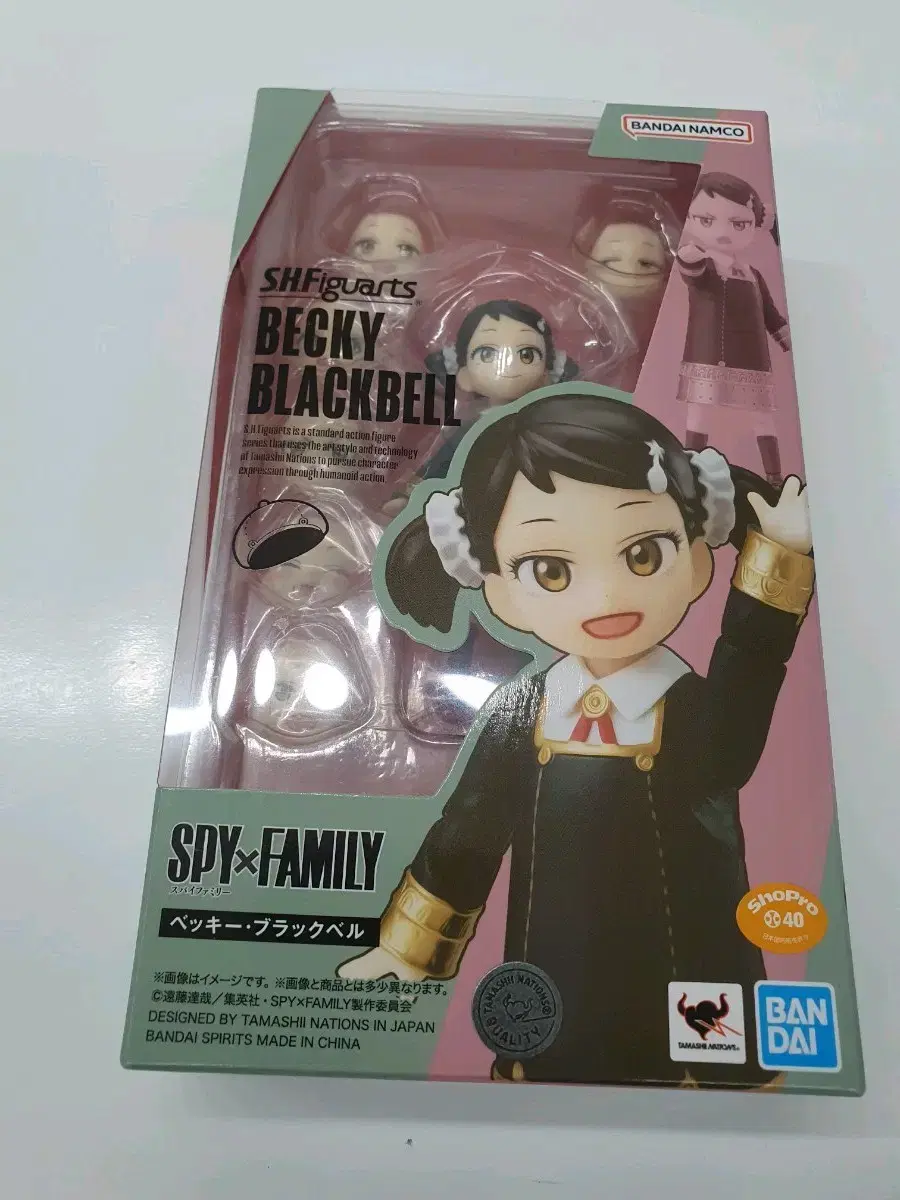 BANDAI NAMCO
S.H.Figuarts
BECKY
BLACKBELL
S.H.Figuarts is a standard action figure
series that uses the art style and technology
of Tamashii Nations to pursue character
expression through humanoid action.
SPY×FAMILY
スパイファミリー
ベッキー・ブラックベル
ShoPro
40
※画像はイメージです。※画像と商品とは多少異なります。
©遠藤達哉／集英社・SPY×FAMILY製作委員会
DESIGNED BY TAMASHII NATIONS IN JAPAN
BANDAI SPIRITS MADE IN CHINA
TAMASHII NATIONS
QUALITY
TAMASHII NATIONS
BAN
DAI